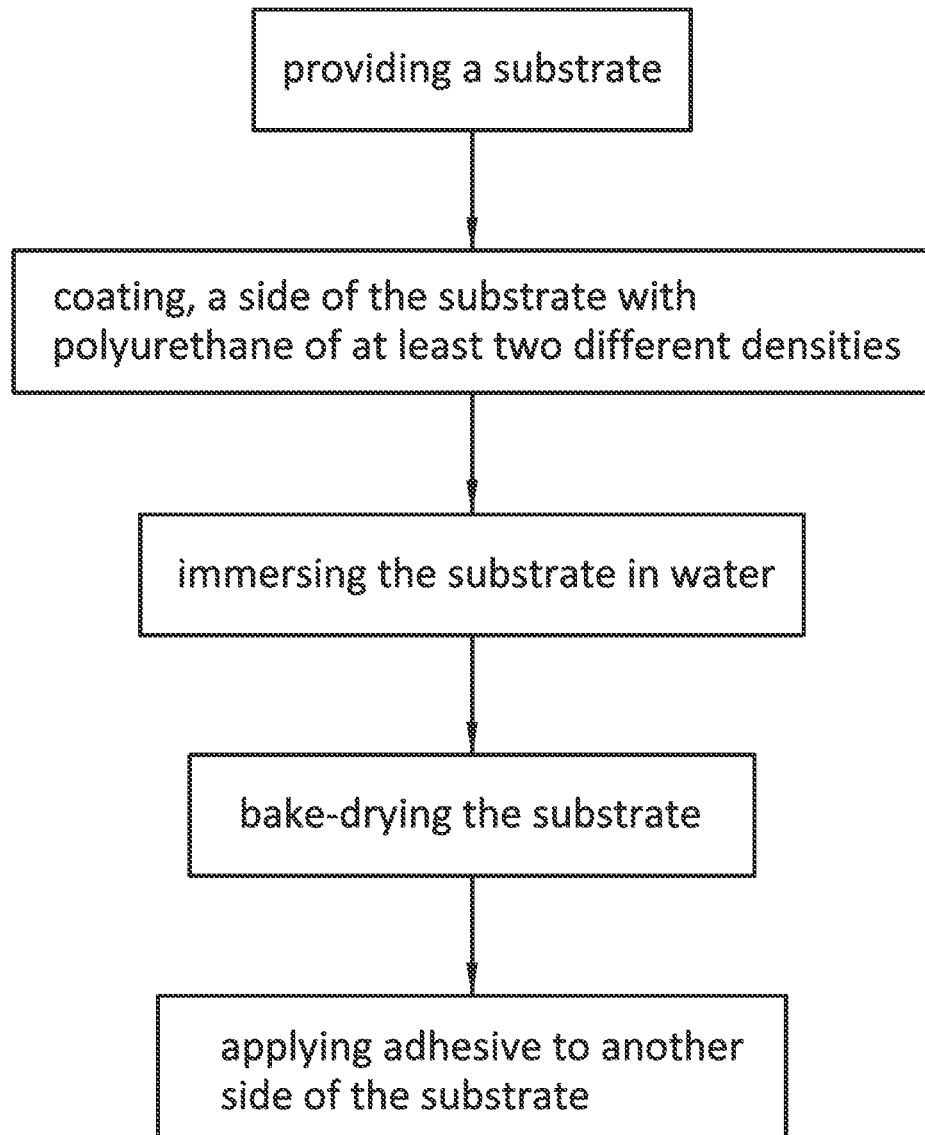 providing a substrate
coating, a side of the substrate with
polyurethane of at least two different densities
immersing the substrate in water
bake-drying the substrate
applying adhesive to another
side of the substrate